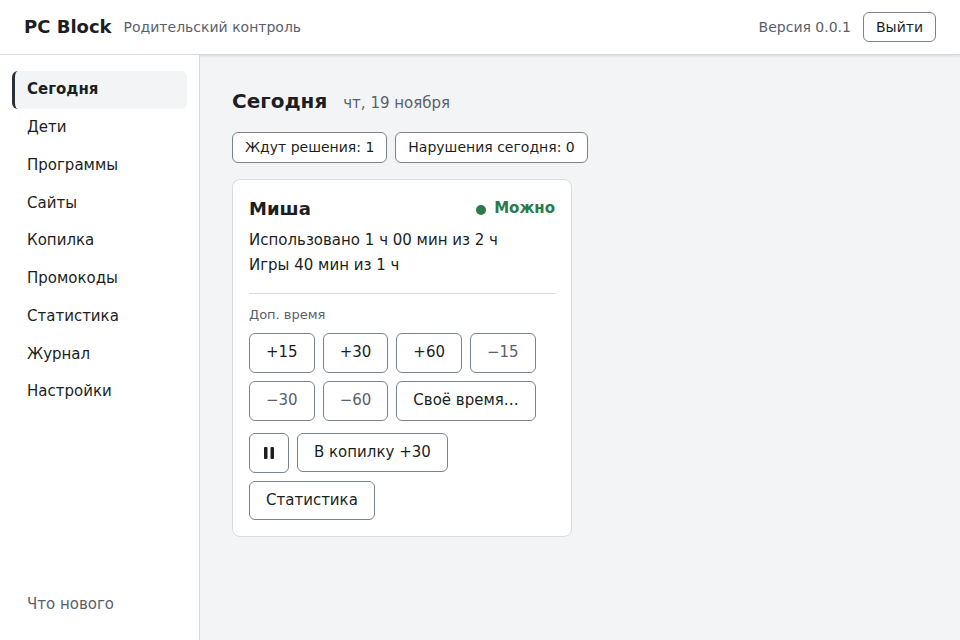 PC Block Родительский контроль
Версия 0.0.1 Выйти
Сегодня
Дети
Программы
Сайты
Копилка
Промокоды
Статистика
Журнал
Настройки
Что нового
Сегодня чт, 19 ноября
Ждут решения: 1 Нарушения сегодня: 0
Миша Можно
Использовано 1 ч 00 мин из 2 ч
Игры 40 мин из 1 ч
Доп. время
+15 +30 +60 −15
−30 −60 Своё время...
В копилку +30
Статистика